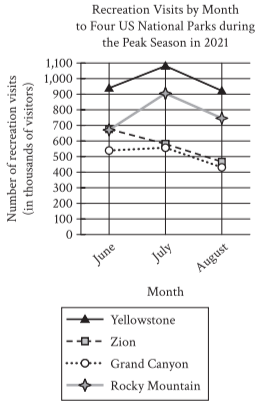 Recreation Visits by Month
to Four US National Parks during
the Peak Season in 2021
Number of recreation visits
(in thousands of visitors)
1,100
1,000
900
800
700
600
500
400
300
200
100
0
June
July
August
Month
Yellowstone
Zion
Grand Canyon
Rocky Mountain